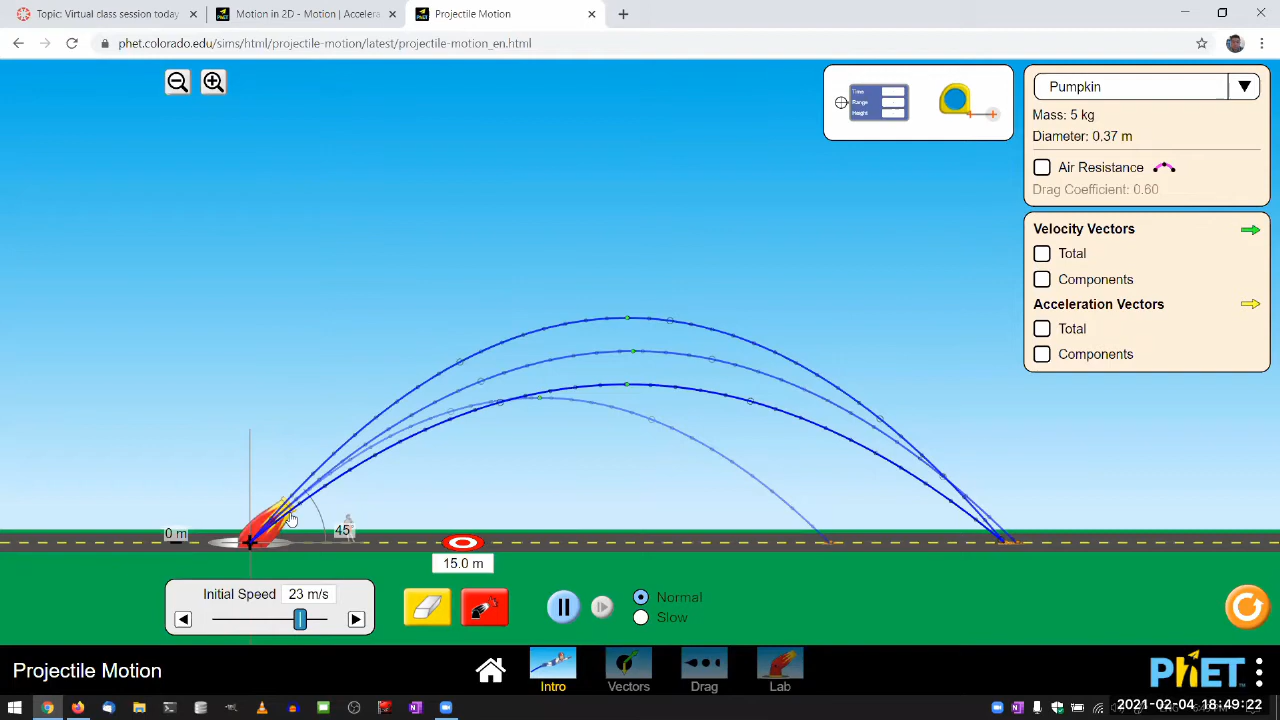 Topic: Virtual class session today
Motion in 2D - Motion | Accelera
Projectile Motion
phet.colorado.edu/sims/html/projectile-motion/latest/projectile-motion_en.html
Time
Range
Height
Pumpkin
Mass: 5 kg
Diameter: 0.37 m
Air Resistance
Drag Coefficient: 0.60
Velocity Vectors
Total
Components
Acceleration Vectors
Total
Components
0 m
45
15.0 m
Initial Speed 23 m/s
Normal
Slow
Projectile Motion
Intro
Vectors
Drag
Lab
PhET
2021-02-04 18:49:22